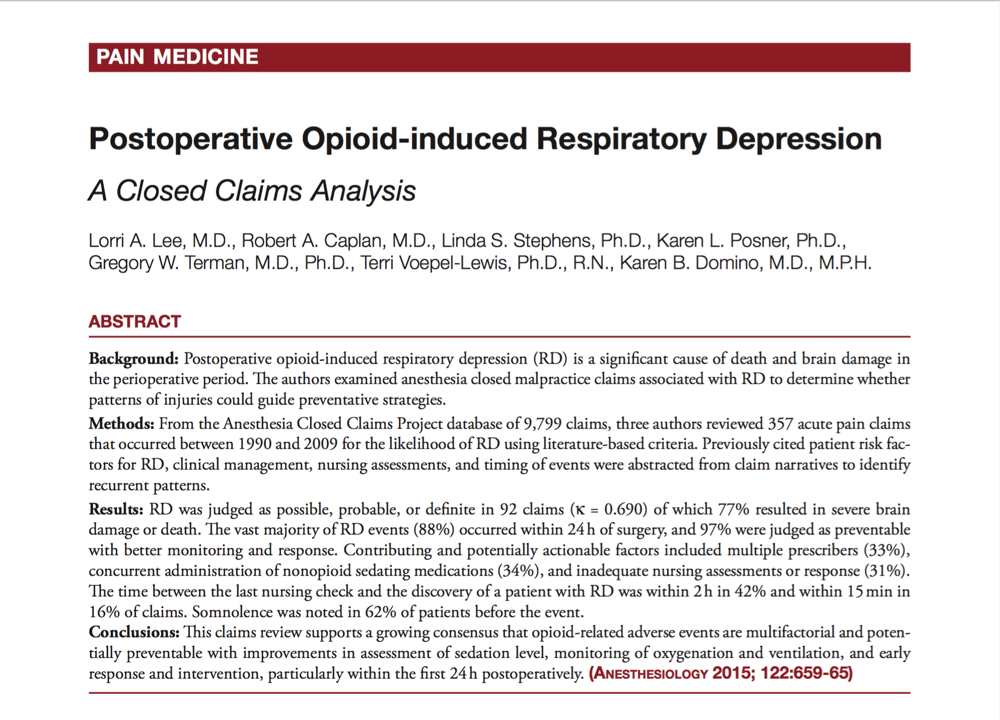 PAIN MEDICINE
Postoperative Opioid-induced Respiratory Depression
A Closed Claims Analysis
Lorri A. Lee, M.D., Robert A. Caplan, M.D., Linda S. Stephens, Ph.D., Karen L. Posner, Ph.D.,
Gregory W. Terman, M.D., Ph.D., Terri Voepel-Lewis, Ph.D., R.N., Karen B. Domino, M.D., M.P.H.
ABSTRACT
Background: Postoperative opioid-induced respiratory depression (RD) is a significant cause of death and brain damage in
the perioperative period. The authors examined anesthesia closed malpractice claims associated with RD to determine whether
patterns of injuries could guide preventative strategies.
Methods: From the Anesthesia Closed Claims Project database of 9,799 claims, three authors reviewed 357 acute pain claims
that occurred between 1990 and 2009 for the likelihood of RD using literature-based criteria. Previously cited patient risk fac-
tors for RD, clinical management, nursing assessments, and timing of events were abstracted from claim narratives to identify
recurrent patterns.
Results: RD was judged as possible, probable, or definite in 92 claims (κ = 0.690) of which 77% resulted in severe brain
damage or death. The vast majority of RD events (88%) occurred within 24 h of surgery, and 97% were judged as preventable
with better monitoring and response. Contributing and potentially actionable factors included multiple prescribers (33%),
concurrent administration of nonopioid sedating medications (34%), and inadequate nursing assessments or response (31%).
The time between the last nursing check and the discovery of a patient with RD was within 2 h in 42% and within 15 min in
16% of claims. Somnolence was noted in 62% of patients before the event.
Conclusions: This claims review supports a growing consensus that opioid-related adverse events are multifactorial and poten-
tially preventable with improvements in assessment of sedation level, monitoring of oxygenation and ventilation, and early
response and intervention, particularly within the first 24 h postoperatively. (ANESTHESIOLOGY 2015; 122:659-65)